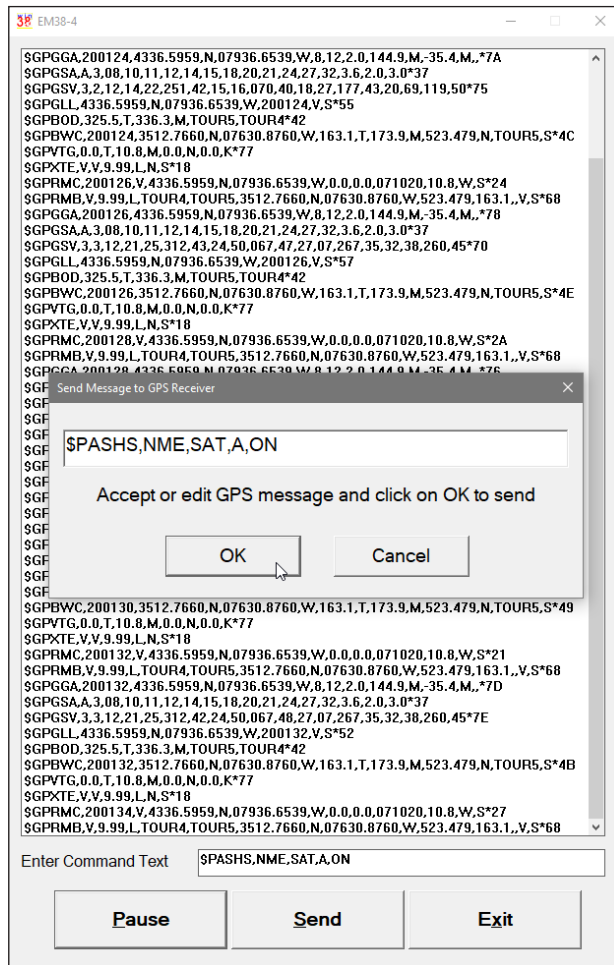 EM38-4
$GPGGA,200124,4336.5959,N,07936.6539,W,8,12,2.0,144.9,M,-35.4,M,,*7A
$GPGSA,A,3,08,10,11,12,14,15,18,20,21,24,27,32,3.6,2.0,3.0*37
$GPGSV,3,2,12,14,22,251,42,15,16,070,40,18,27,177,43,20,69,119,50*75
$GPGLL,4336.5959,N,07936.6539,W,200124,V,S*55
$GPBOD,325.5,T,336.3,M,TOUR5,TOUR4*42
$GPBWC,200124,3512.7660,N,07630.8760,W,163.1,T,173.9,M,523.479,N,TOUR5,S*4C
$GPVTG,0.0,T,10.8,M,0.0,N,0.0,K*77
$GPXTE,V,V,9.99,L,N,S*18
$GPRMC,200126,V,4336.5959,N,07936.6539,W,0.0,0.0,071020,10.8,W,S*24
$GPRMB,V,9.99,L,TOUR4,TOUR5,3512.7660,N,07630.8760,W,523.479,163.1,,V,S*68
$GPGGA,200126,4336.5959,N,07936.6539,W,8,12,2.0,144.9,M,-35.4,M,,*78
$GPGSA,A,3,08,10,11,12,14,15,18,20,21,24,27,32,3.6,2.0,3.0*37
$GPGSV,3,3,12,21,25,312,43,24,50,067,47,27,07,267,35,32,38,260,45*70
$GPGLL,4336.5959,N,07936.6539,W,200126,V,S*57
$GPBOD,325.5,T,336.3,M,TOUR5,TOUR4*42
$GPBWC,200126,3512.7660,N,07630.8760,W,163.1,T,173.9,M,523.479,N,TOUR5,S*4E
$GPVTG,0.0,T,10.8,M,0.0,N,0.0,K*77
$GPXTE,V,V,9.99,L,N,S*18
$GPRMC,200128,V,4336.5959,N,07936.6539,W,0.0,0.0,071020,10.8,W,S*2A
$GPRMB,V,9.99,L,TOUR4,TOUR5,3512.7660,N,07630.8760,W,523.479,163.1,,V,S*68
$GPGGA,200128,4336.5959,N,07936.6539,W,8,12,2.0,144.9,M,-35.4,M,,*76
Send Message to GPS Receiver
$PASHS,NME,SAT,A,ON
Accept or edit GPS message and click on OK to send
OK Cancel
$GPBWC,200130,3512.7660,N,07630.8760,W,163.1,T,173.9,M,523.479,N,TOUR5,S*49
$GPVTG,0.0,T,10.8,M,0.0,N,0.0,K*77
$GPXTE,V,V,9.99,L,N,S*18
$GPRMC,200132,V,4336.5959,N,07936.6539,W,0.0,0.0,071020,10.8,W,S*21
$GPRMB,V,9.99,L,TOUR4,TOUR5,3512.7660,N,07630.8760,W,523.479,163.1,,V,S*68
$GPGGA,200132,4336.5959,N,07936.6539,W,8,12,2.0,144.9,M,-35.4,M,,*7D
$GPGSA,A,3,08,10,11,12,14,15,18,20,21,24,27,32,3.6,2.0,3.0*37
$GPGSV,3,3,12,21,25,312,42,24,50,067,48,27,07,267,35,32,38,260,45*7E
$GPGLL,4336.5959,N,07936.6539,W,200132,V,S*52
$GPBOD,325.5,T,336.3,M,TOUR5,TOUR4*42
$GPBWC,200132,3512.7660,N,07630.8760,W,163.1,T,173.9,M,523.479,N,TOUR5,S*4B
$GPVTG,0.0,T,10.8,M,0.0,N,0.0,K*77
$GPXTE,V,V,9.99,L,N,S*18
$GPRMC,200134,V,4336.5959,N,07936.6539,W,0.0,0.0,071020,10.8,W,S*27
$GPRMB,V,9.99,L,TOUR4,TOUR5,3512.7660,N,07630.8760,W,523.479,163.1,,V,S*68
Enter Command Text $PASHS,NME,SAT,A,ON
Pause Send Exit